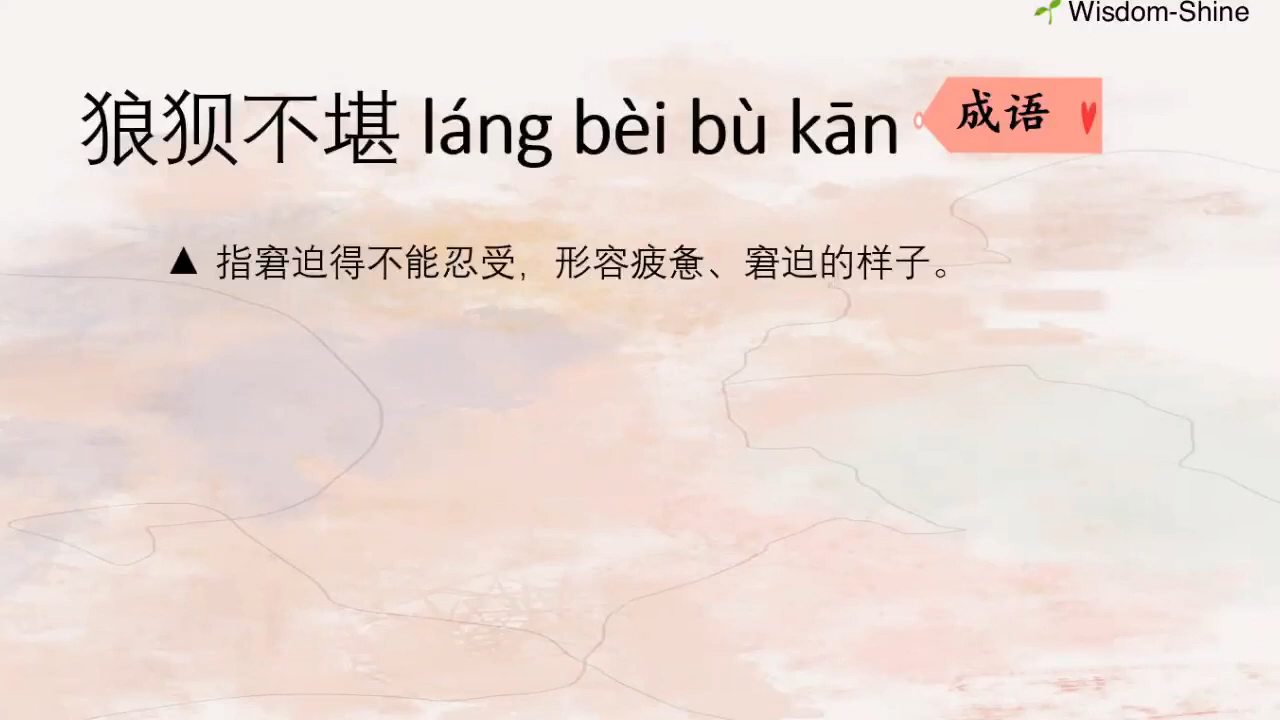 Wisdom-Shine
狼狈不堪 láng bèi bù kān 成语
▲ 指窘迫得不能忍受，形容疲惫、窘迫的样子。